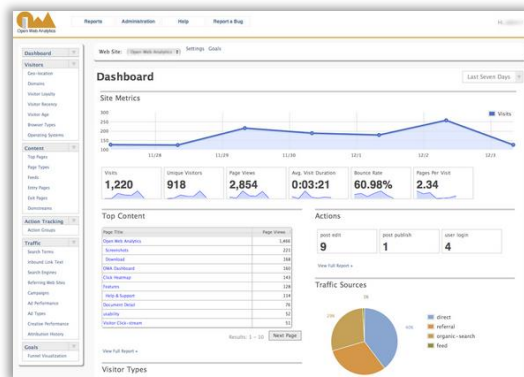 Reports Administration Help Report a Bug
Open Web Analytics
Web Site: Open Web Analytics Settings Goals
Dashboard
Visitors
Geo-location
Domains
Visitor Loyalty
Visitor Recency
Visitor Age
Browser Types
Operating Systems
Content
Top Pages
Page Types
Feeds
Entry Pages
Exit Pages
Domstreams
Action Tracking
Action Groups
Traffic
Search Terms
Inbound Link Text
Search Engines
Referring Web Sites
Campaigns
Ad Performance
Ad Types
Creative Performance
Attribution History
Goals
Funnel Visualization
Dashboard
Last Seven Days
Site Metrics
300
250
200
150
100
Visits
11/28 11/29 11/30 12/1 12/2 12/3
Visits Unique Visitors Page Views Avg. Visit Duration Bounce Rate Pages Per Visit
1,220 918 2,854 0:03:21 60.98% 2.34
Top Content
Page Title Page Views
Open Web Analytics
Screenshots 221
Download 198
OWA Dashboard 160
Click Heatmap 143
Features 128
Help & Support 114
Document Detail 76
usability 52
Visitor Click-stream 51
Results: 1 - 10 Next Page
View Full Report »
Visitor Types
Actions
post edit post publish user login
9 1 4
View Full Report »
Traffic Sources
direct
referral
organic-search
feed